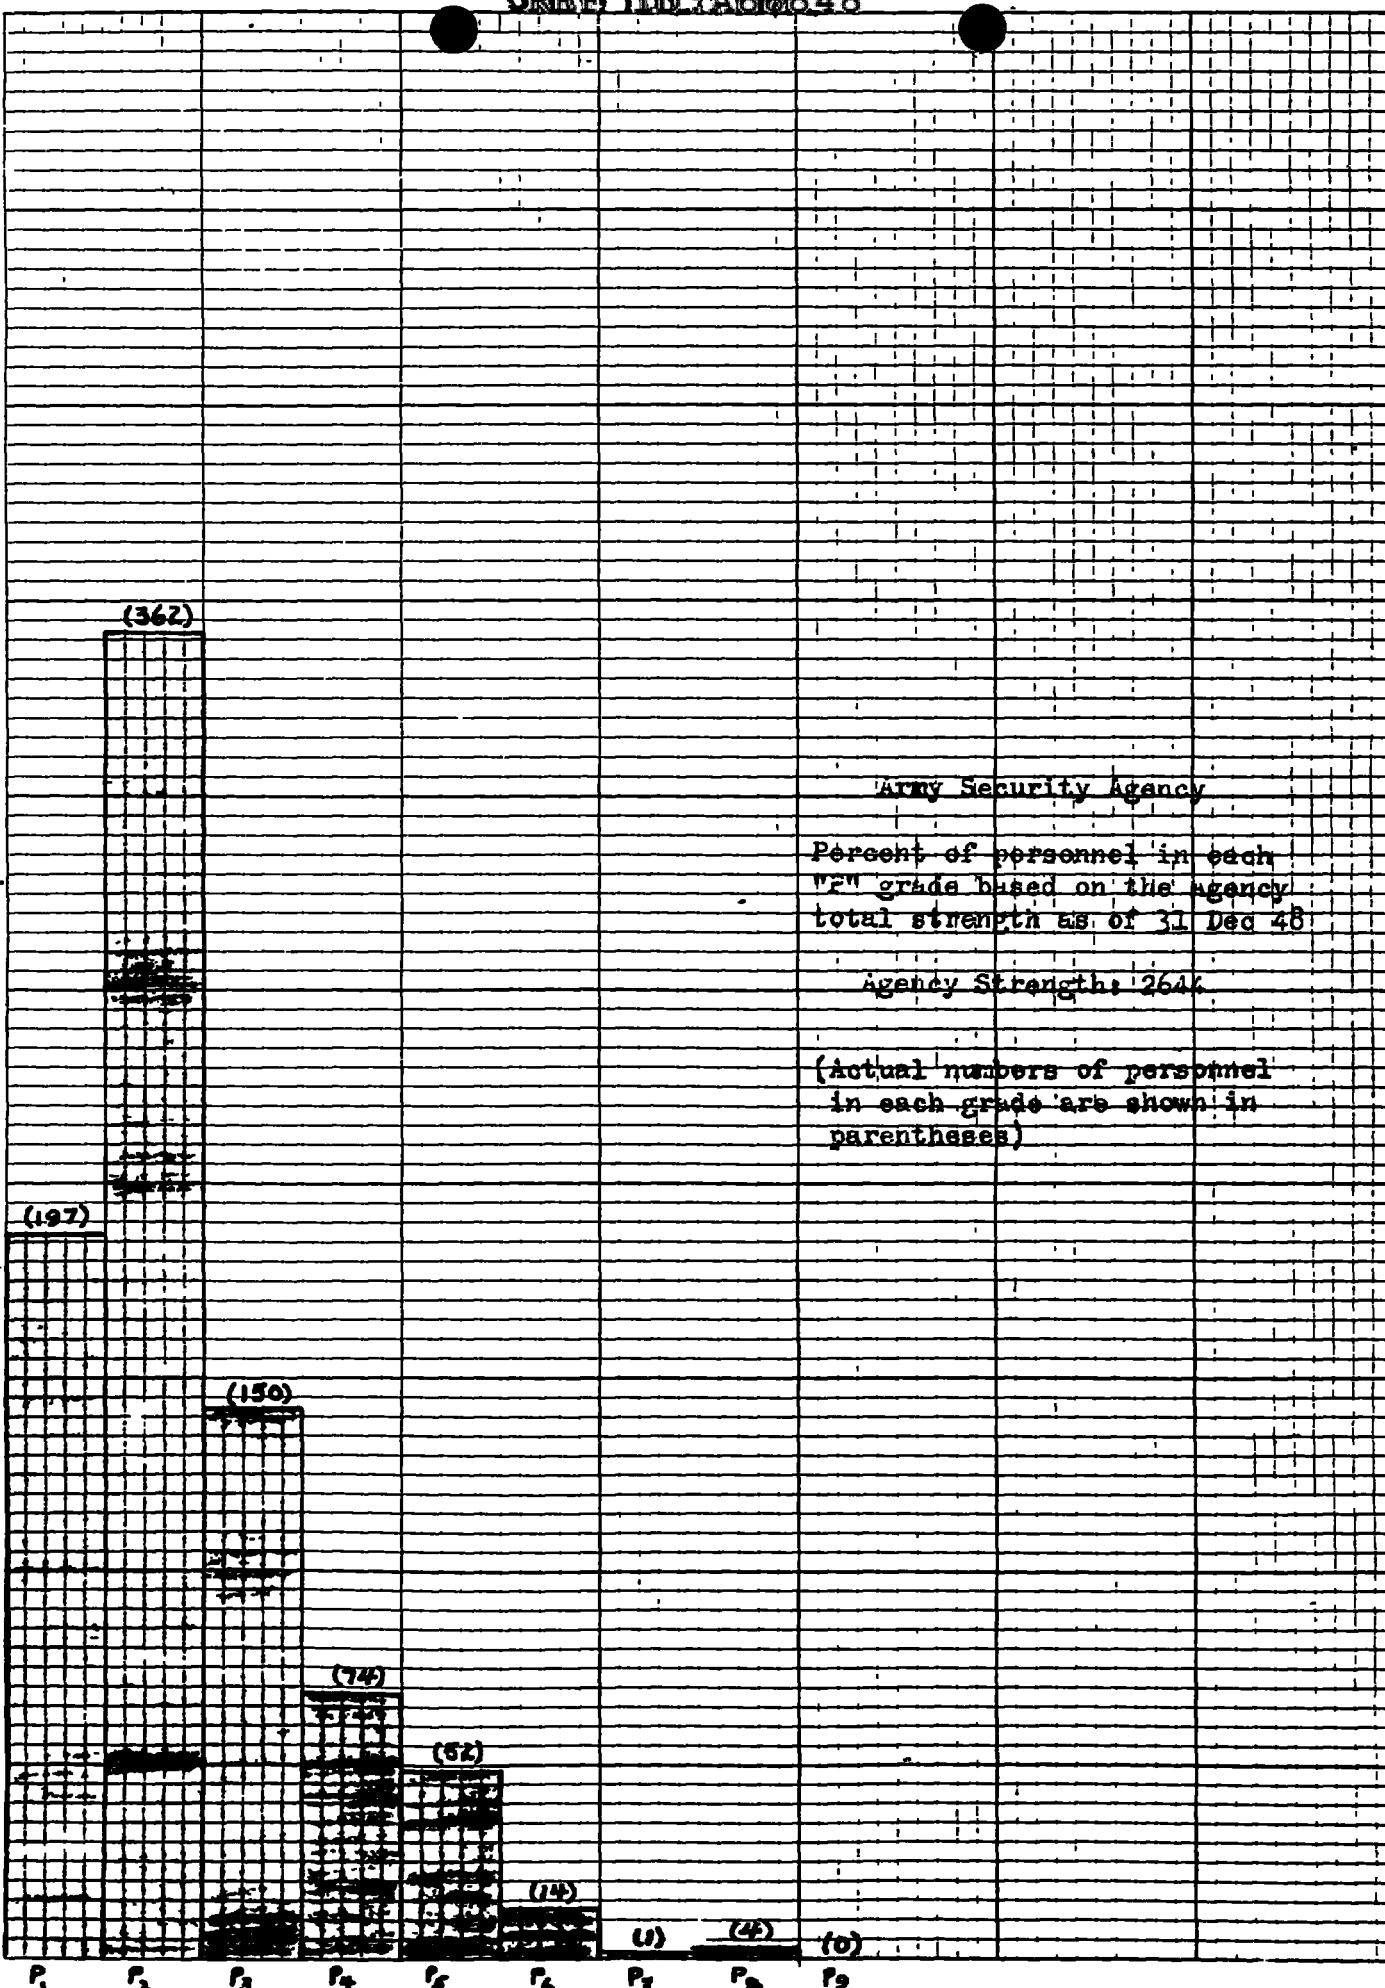 (362)
Army Security Agency
Percent of personnel in each
"P" grade based on the agency
total strength as of 31 Dec 48
Agency Strength: 2644
(Actual numbers of personnel
in each grade are shown in
parentheses)
(197)
(150)
(74)
(52)
(14)
(1) (4) (0)
P1 P2 P3 P4 P5 P6 P7 P8 P9